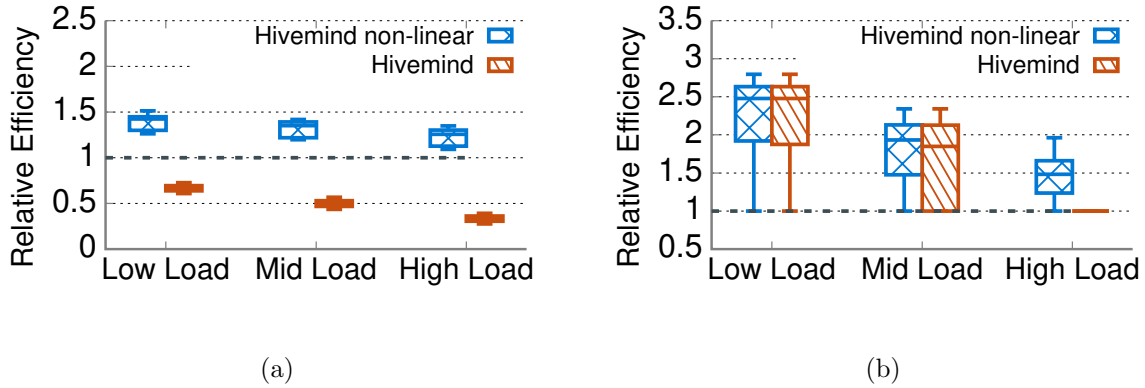 Relative Efficiency
2.5
2
1.5
1
0.5
0
Hivemind non-linear
Hivemind
Low Load
Mid Load
High Load
(a)
Relative Efficiency
3.5
3
2.5
2
1.5
1
0.5
Hivemind non-linear
Hivemind
Low Load
Mid Load
High Load
(b)